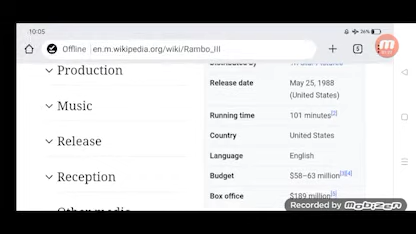 10:05
26%
Offline en.m.wikipedia.org/wiki/Rambo_III
5
Production
Music
Release
Reception
Release date May 25, 1988
(United States)
Running time 101 minutes[2]
Country United States
Language English
Budget $58–63 million[3][4]
Box office $189 million[5]
Recorded by mobizen